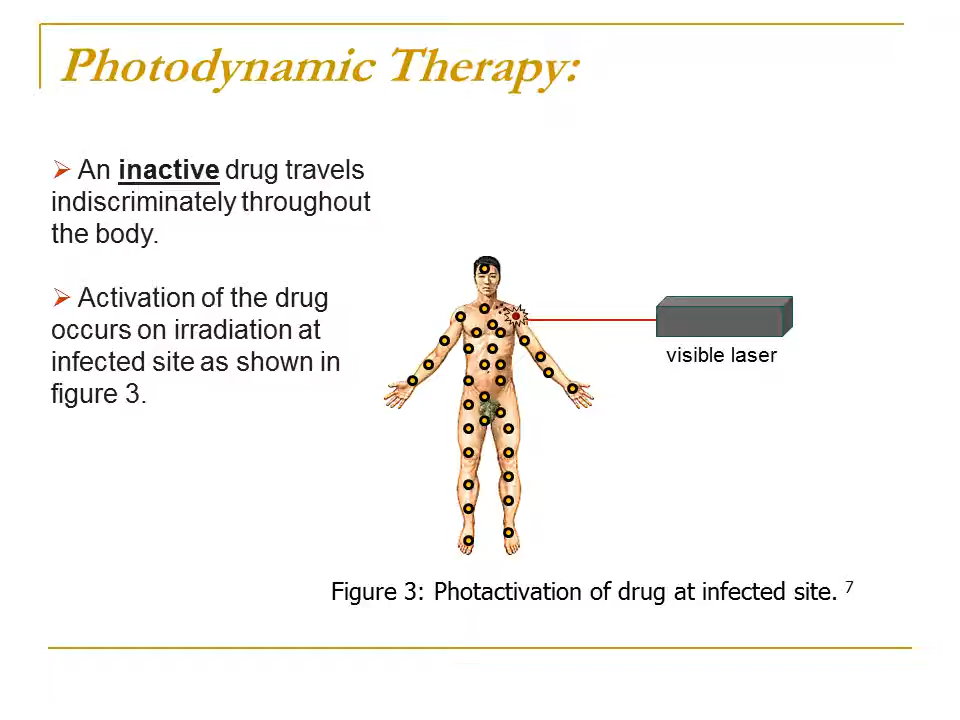 Photodynamic Therapy:
➢ An inactive drug travels
indiscriminately throughout
the body.
➢ Activation of the drug
occurs on irradiation at
infected site as shown in
figure 3.
visible laser
Figure 3: Photactivation of drug at infected site. 7